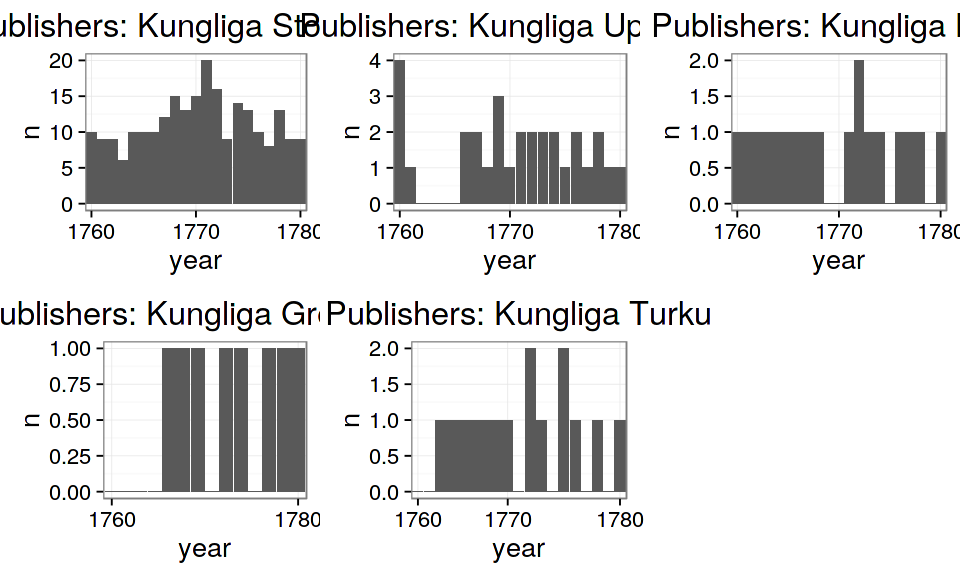 ublishers: Kungliga Sto
Publishers: Kungliga Up
Publishers: Kungliga
20
15
10
5
0
n
1760
1770
1780
year
4
3
2
1
0
n
1760
1770
1780
year
2.0
1.5
1.0
0.5
0.0
n
1760
1770
1780
year
ublishers: Kungliga Gr
Publishers: Kungliga Turku
1.00
0.75
0.50
0.25
0.00
n
1760
1780
year
2.0
1.5
1.0
0.5
0.0
n
1760
1770
1780
year